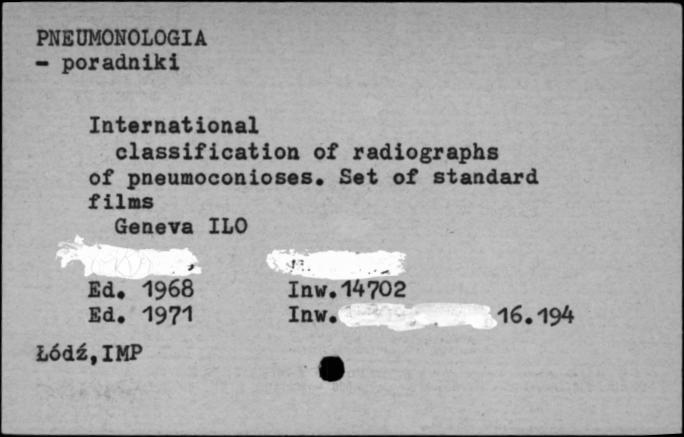 PNEUMONOLOGIA
- poradniki
International
classification of radiographs
of pneumoconioses. Set of standard
films
Geneva ILO
Ed. 1968 Inw.14702
Ed. 1971 Inw. 16.194
Łódź,IMP